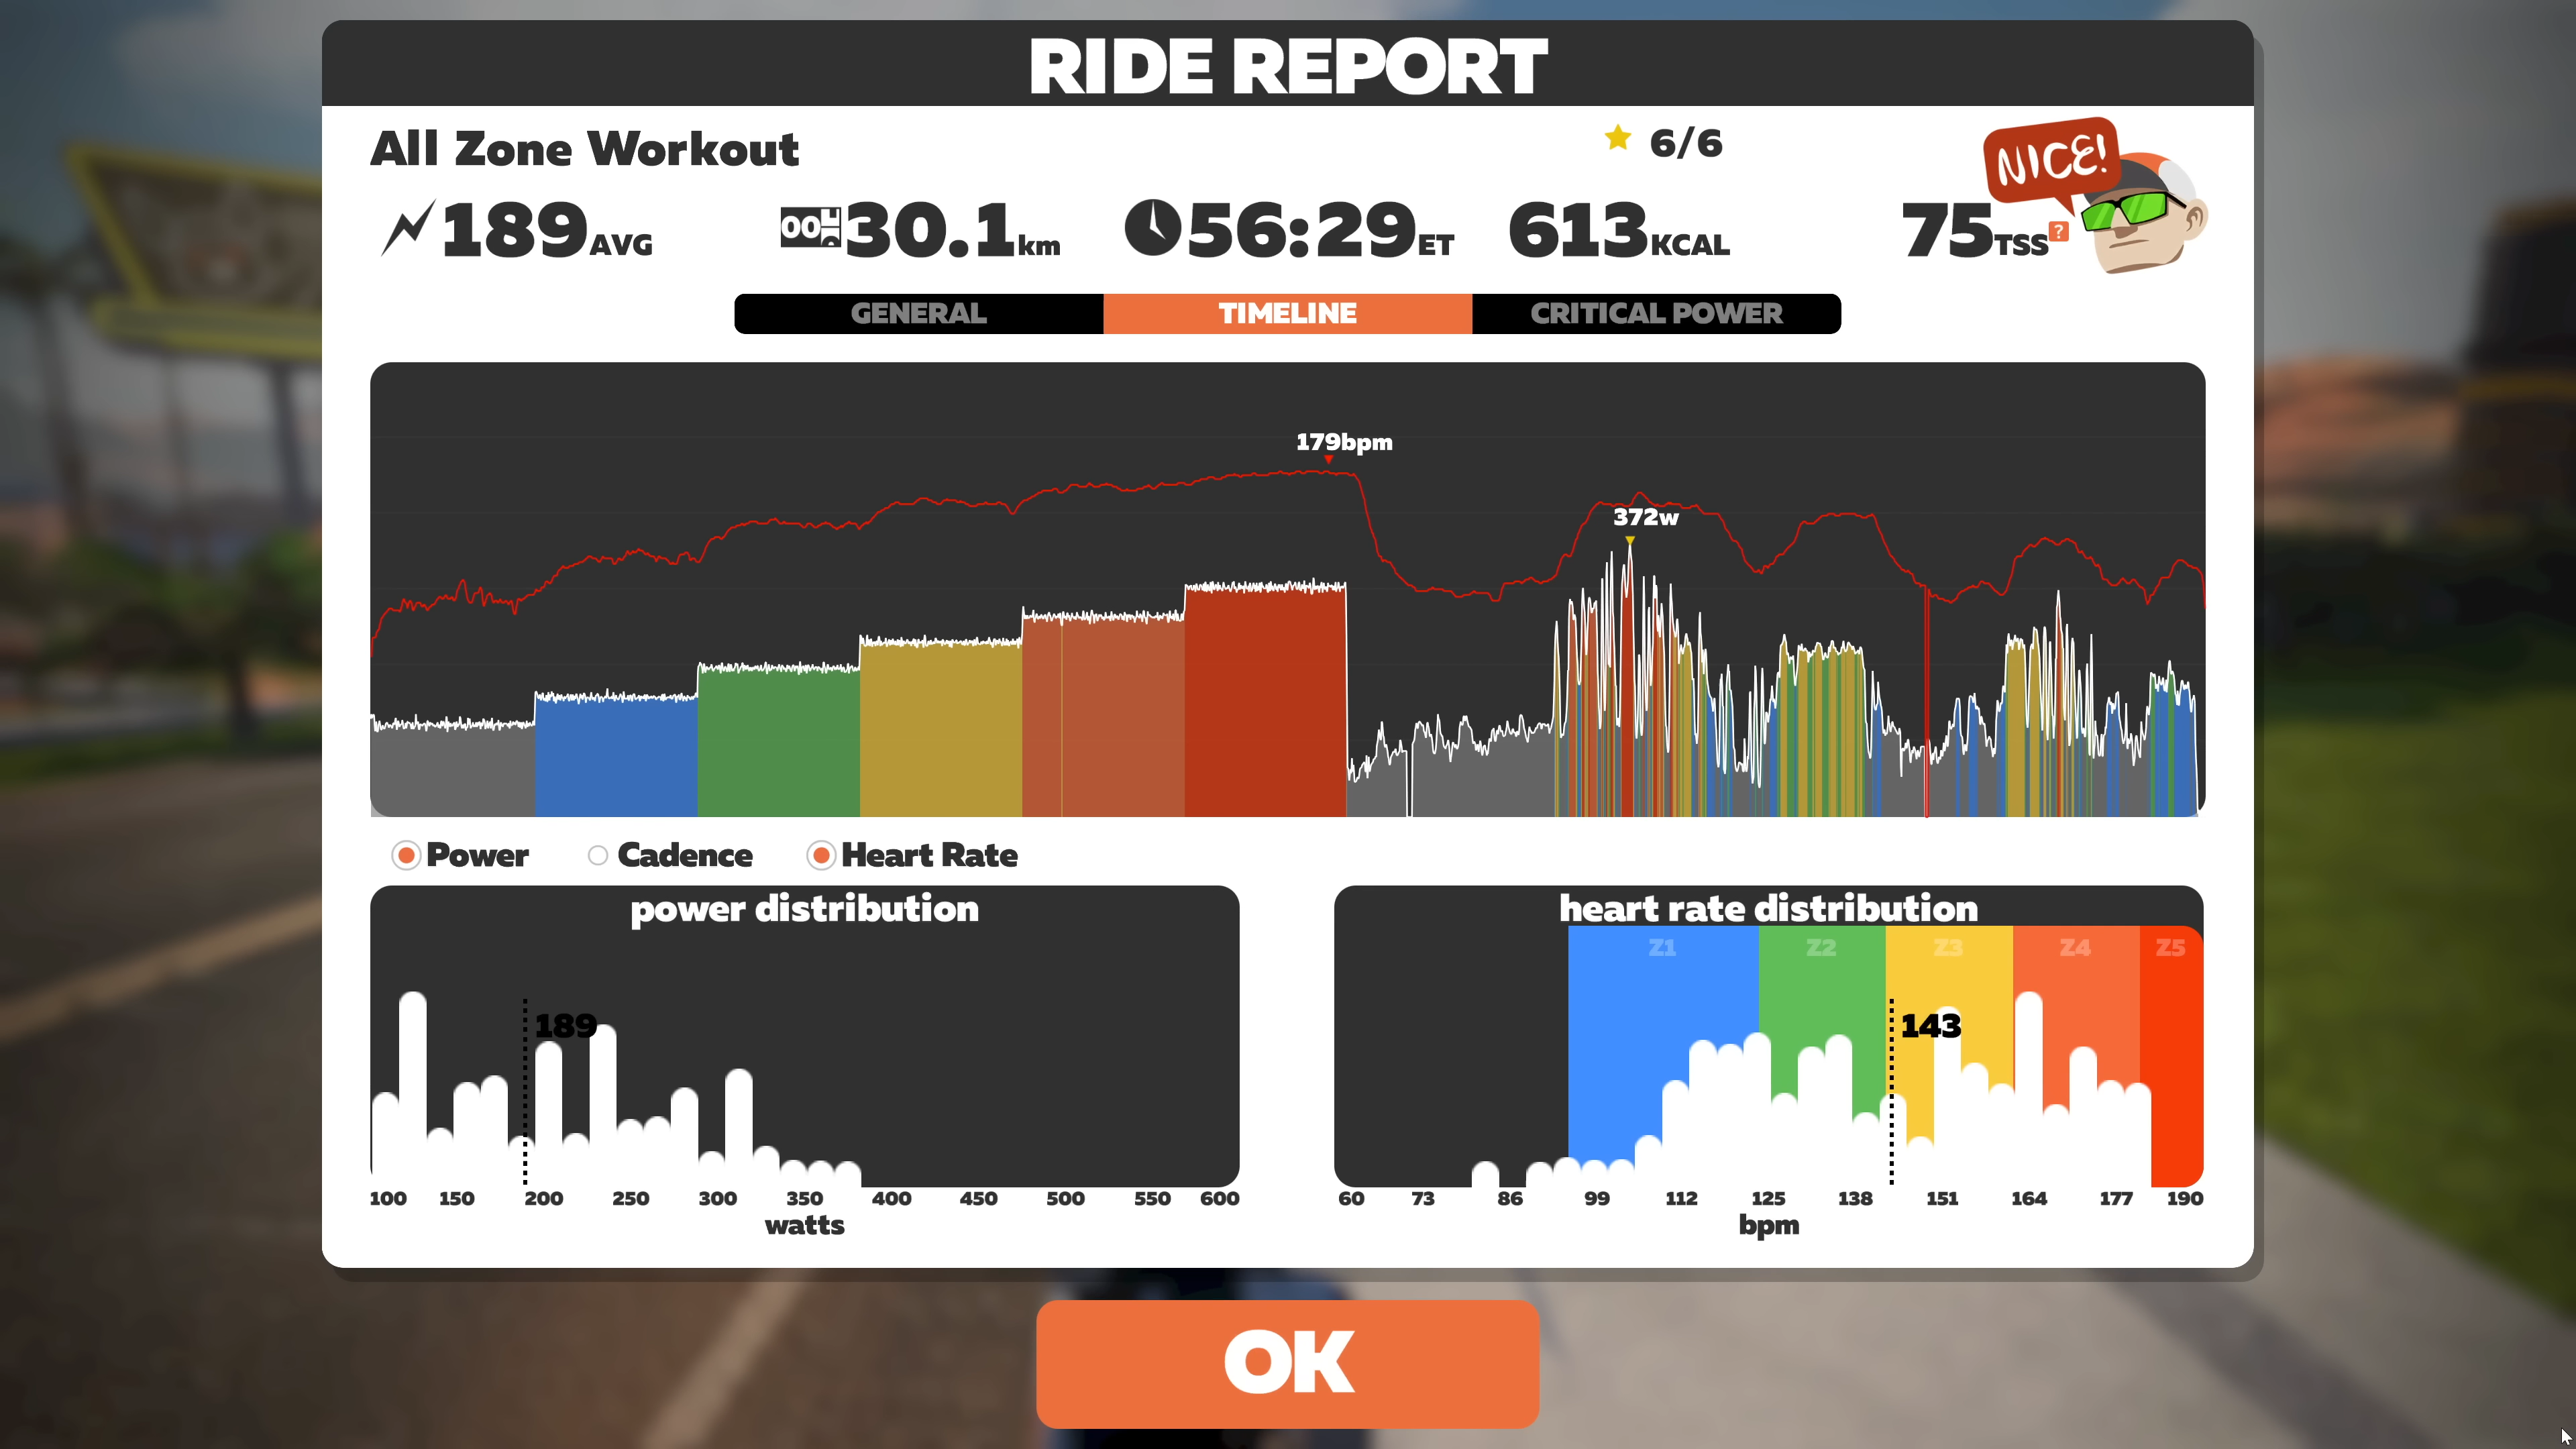 RIDE REPORT
All Zone Workout
6/6
NICE!
189AVG
30.1km
56:29ET
613KCAL
75TSS?
GENERAL
TIMELINE
CRITICAL POWER
179bpm
372w
Power
Cadence
Heart Rate
power distribution
189
100 150 200 250 300 350 400 450 500 550 600
watts
heart rate distribution
Z1 Z2 Z3 Z4 Z5
143
60 73 86 99 112 125 138 151 164 177 190
bpm
OK